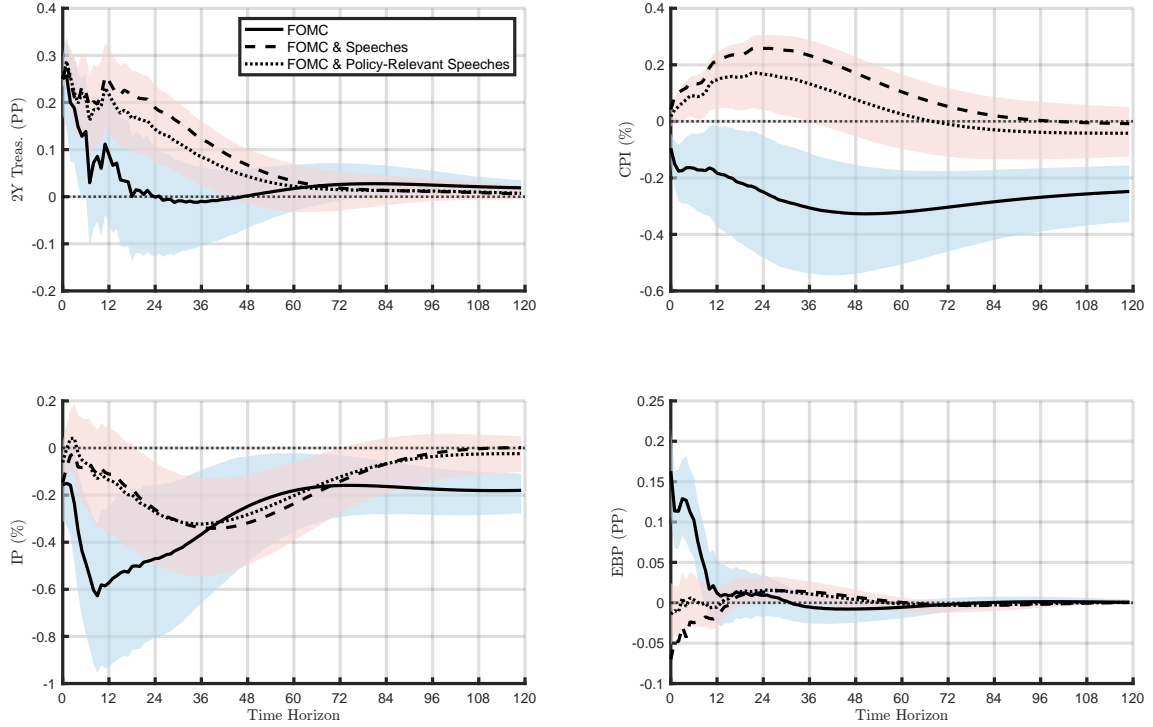 0.4
0.3
0.2
0.1
0
-0.1
-0.2
2Y Treas. (PP)
FOMC
FOMC & Speeches
FOMC & Policy-Relevant Speeches
0 12 24 36 48 60 72 84 96 108 120
0.4
0.2
0
-0.2
-0.4
-0.6
CPI (%)
0 12 24 36 48 60 72 84 96 108 120
0.2
0
-0.2
-0.4
-0.6
-0.8
-1
IP (%)
0 12 24 36 48 60 72 84 96 108 120
Time Horizon
0.25
0.2
0.15
0.1
0.05
0
-0.05
-0.1
EBP (PP)
0 12 24 36 48 60 72 84 96 108 120
Time Horizon